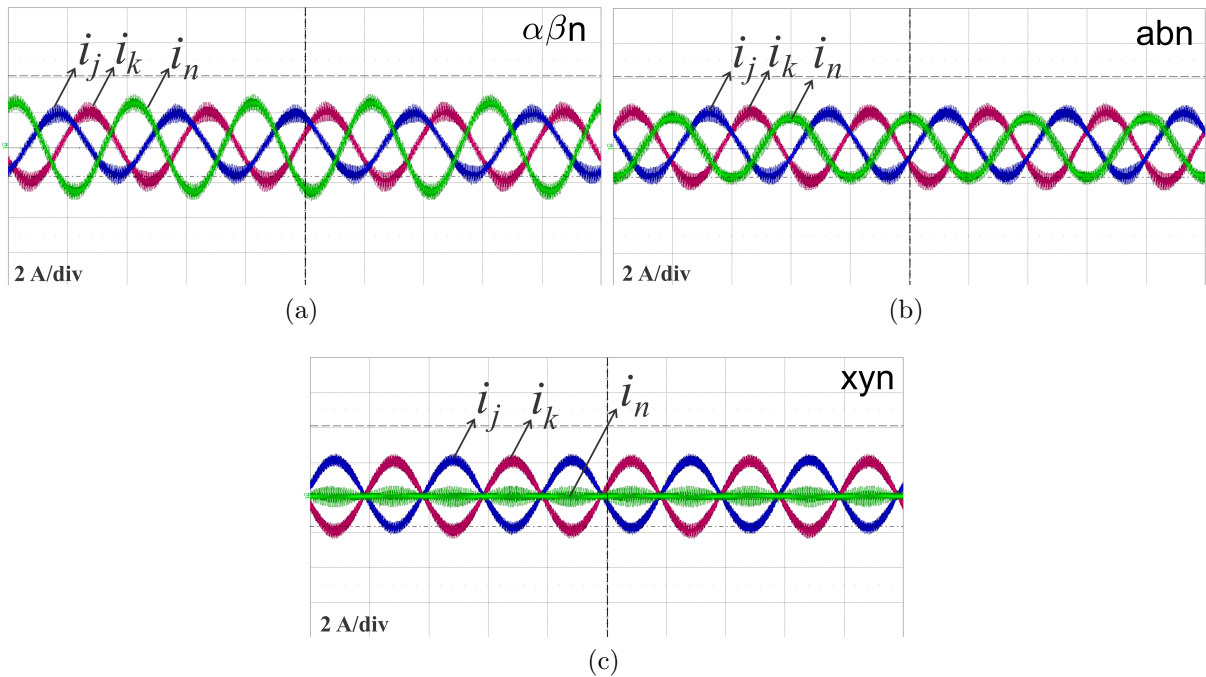 αβn
i_j i_k i_n
2 A/div
(a)
abn
i_j i_k i_n
2 A/div
(b)
xyn
i_j i_k i_n
2 A/div
(c)